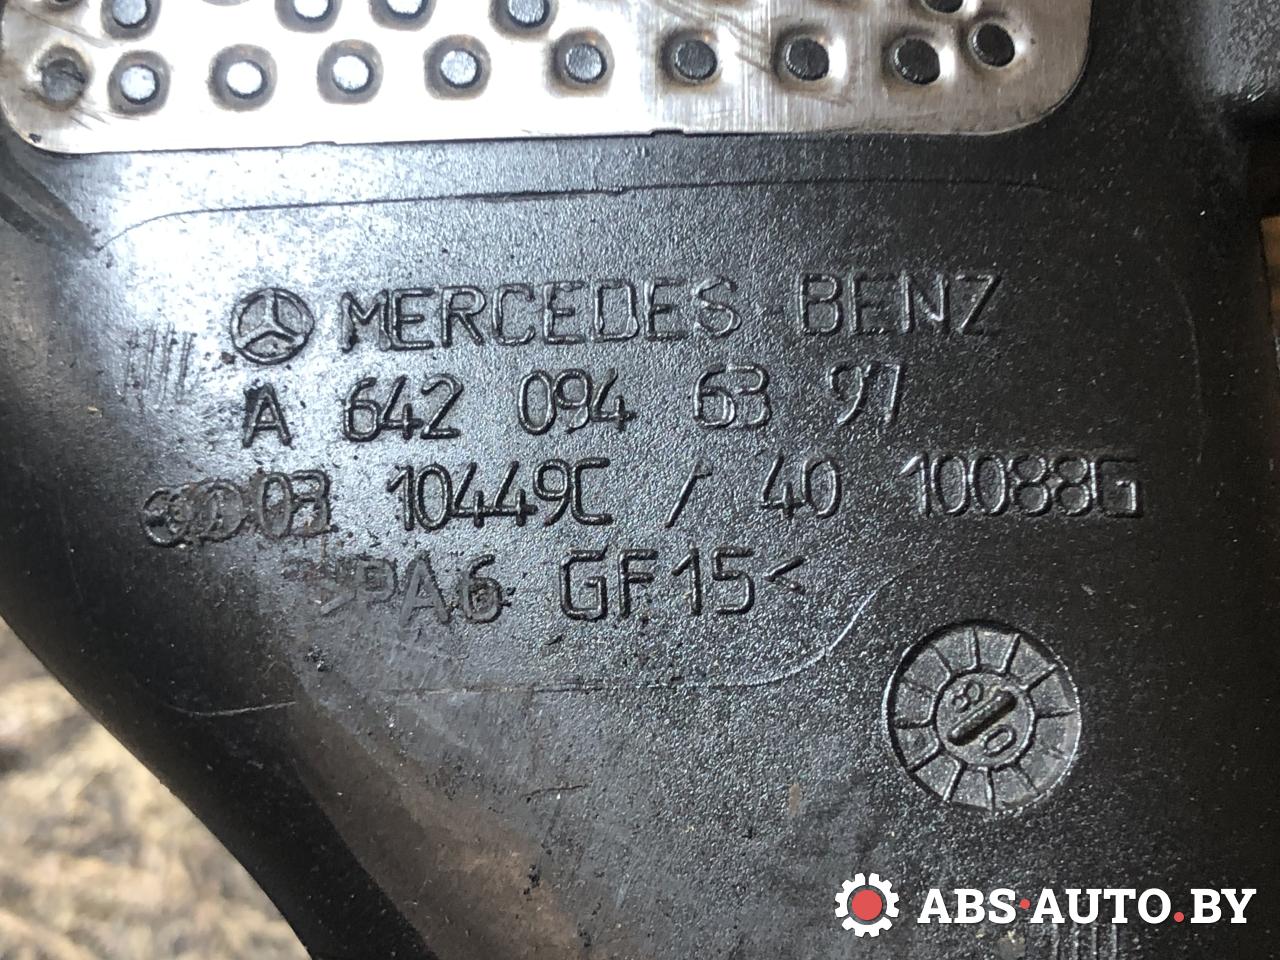 MERCEDES BENZ
A 642 094 63 97
03 10449C / 40 10088G
>PA6 GF15<
ABS·AUTO.BY